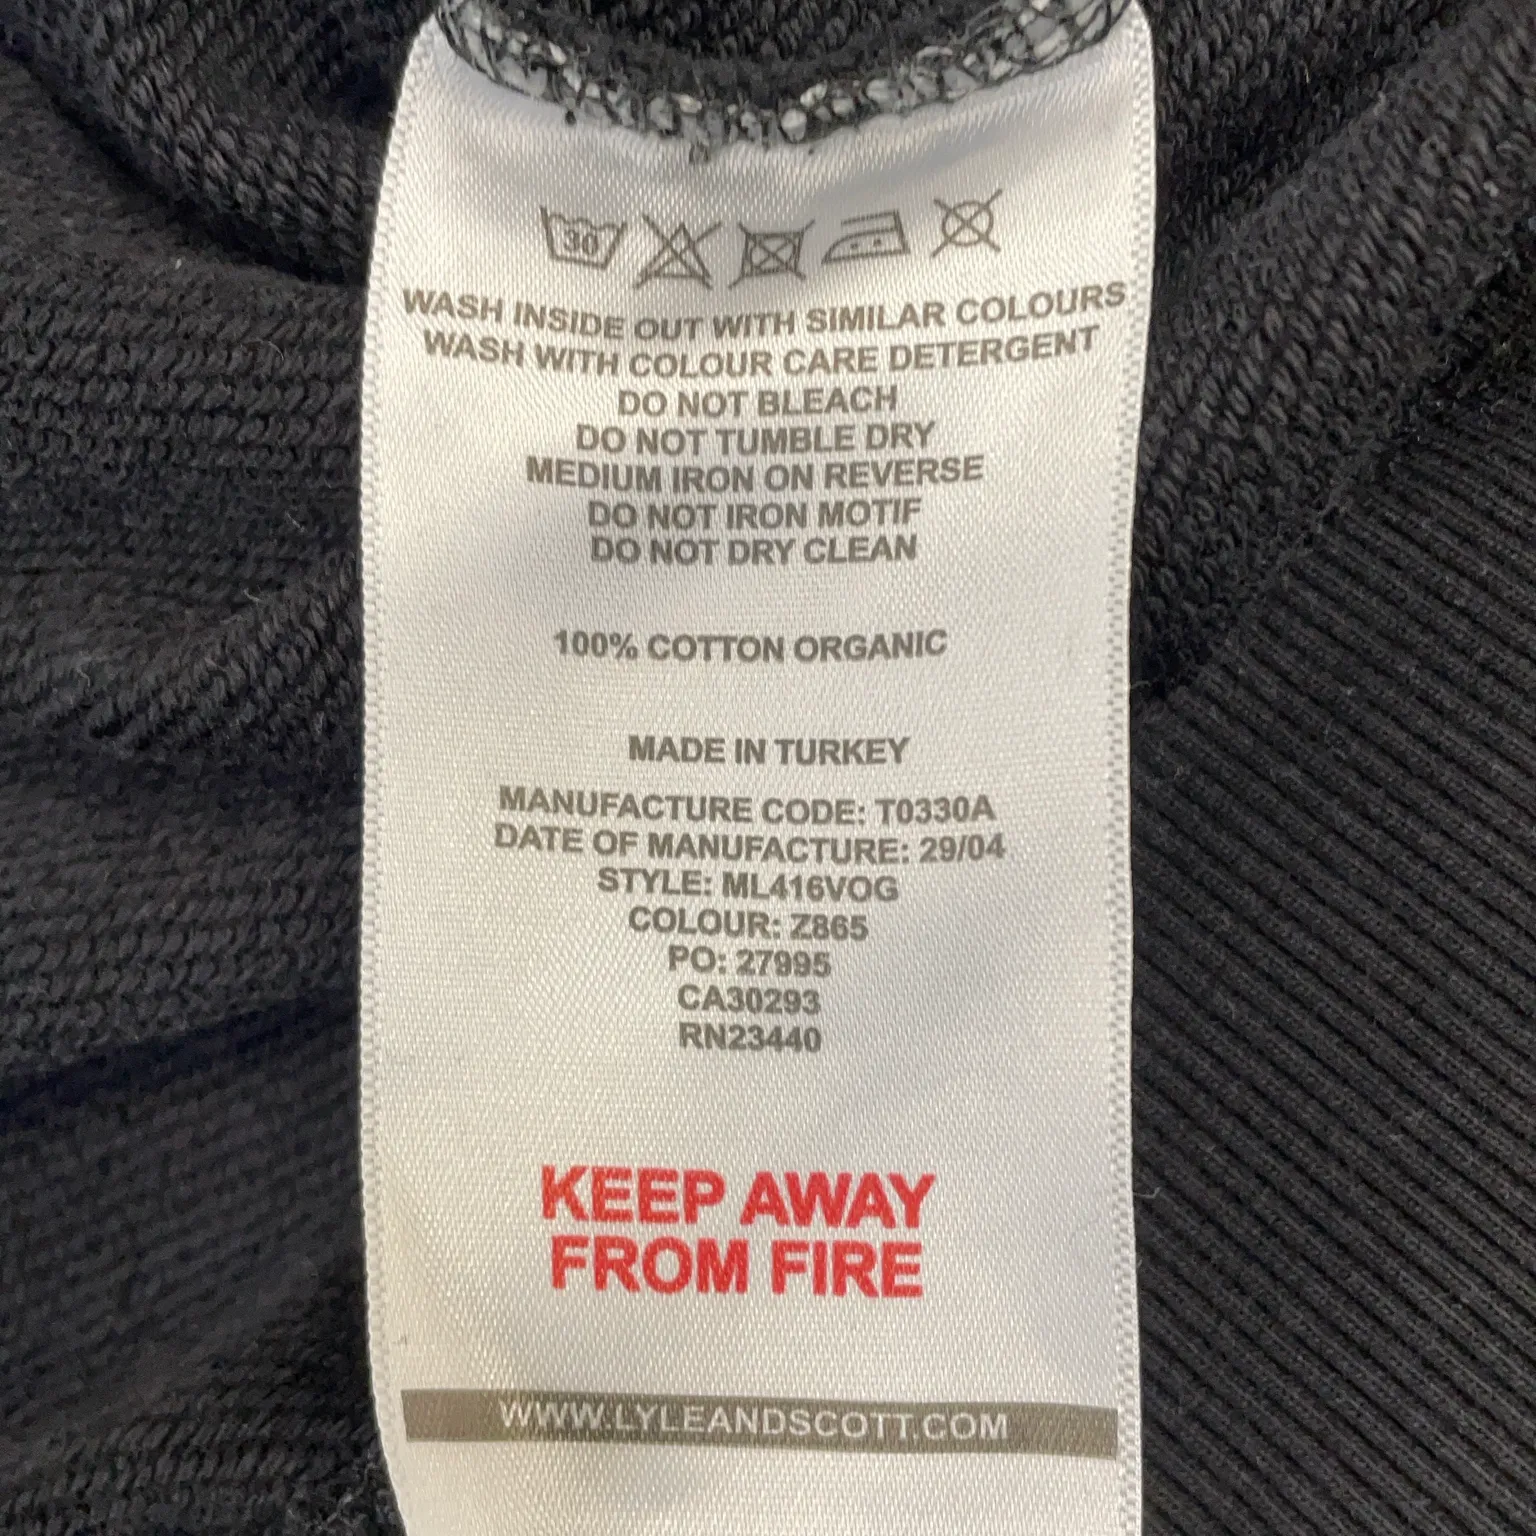 30
WASH INSIDE OUT WITH SIMILAR COLOURS
WASH WITH COLOUR CARE DETERGENT
DO NOT BLEACH
DO NOT TUMBLE DRY
MEDIUM IRON ON REVERSE
DO NOT IRON MOTIF
DO NOT DRY CLEAN
100% COTTON ORGANIC
MADE IN TURKEY
MANUFACTURE CODE: T0330A
DATE OF MANUFACTURE: 29/04
STYLE: ML416VOG
COLOUR: Z865
PO: 27995
CA30293
RN23440
KEEP AWAY
FROM FIRE
WWW.LYLEANDSCOTT.COM